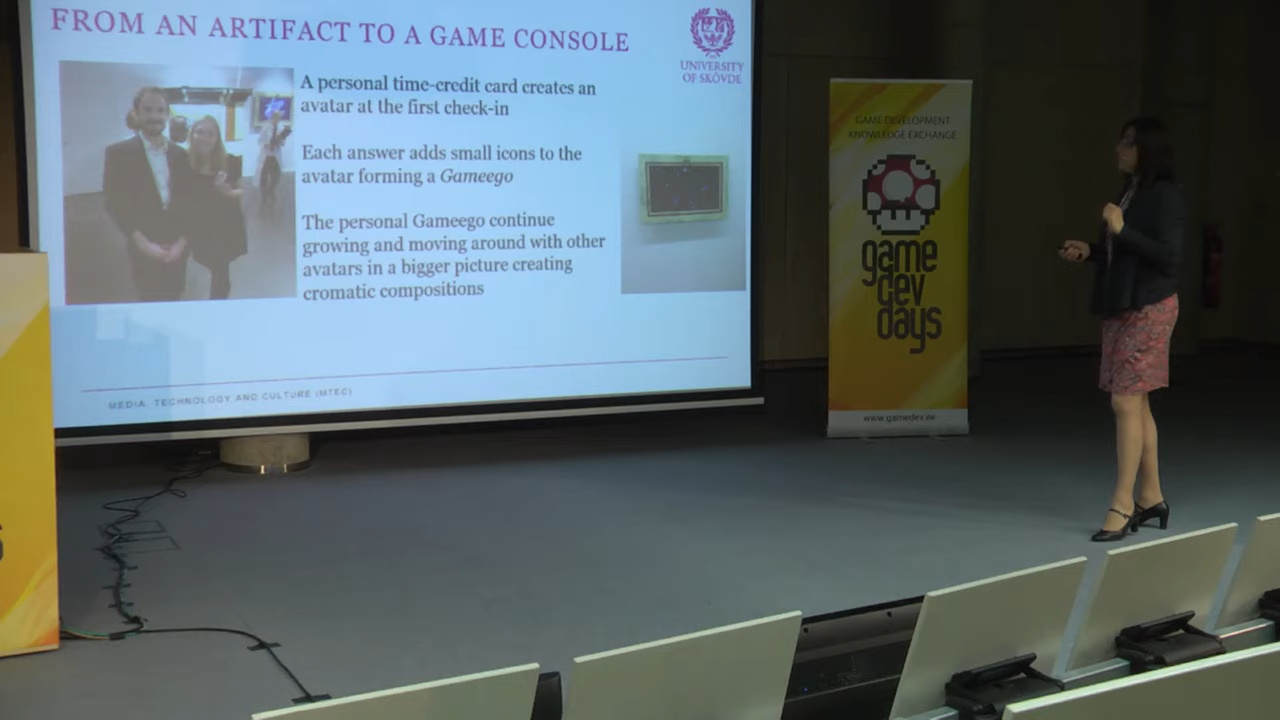 FROM AN ARTIFACT TO A GAME CONSOLE
UNIVERSITY
OF SKÖVDE
A personal time-credit card creates an
avatar at the first check-in
Each answer adds small icons to the
avatar forming a Gameego
The personal Gameego continue
growing and moving around with other
avatars in a bigger picture creating
cromatic compositions
MEDIA, TECHNOLOGY AND CULTURE (MTEC)
GAME DEVELOPMENT
KNOWLEDGE EXCHANGE
game
dev
days
www.gamedev.ee